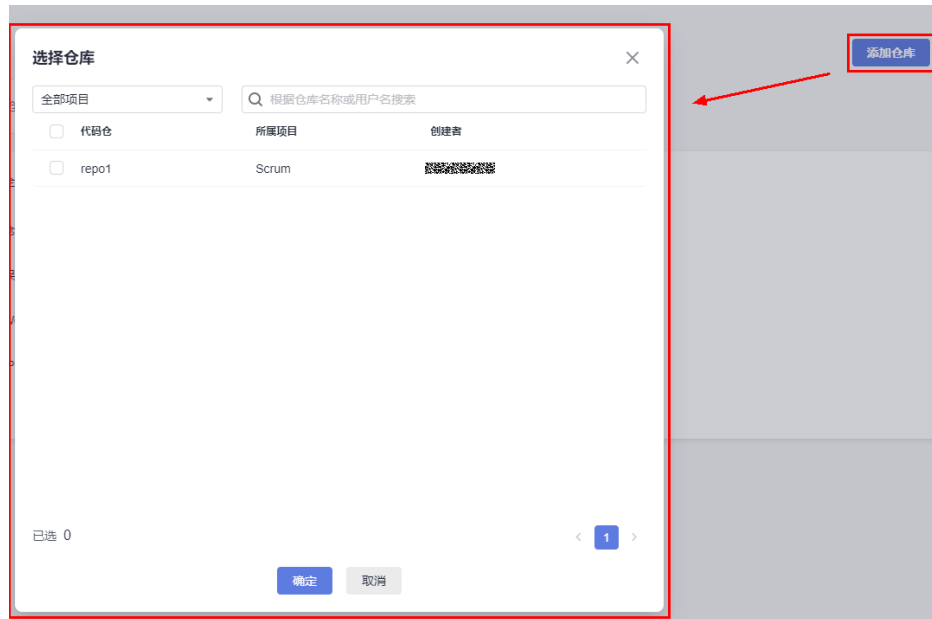 添加仓库
选择仓库
全部项目
根据仓库名称或用户名搜索
代码仓 所属项目 创建者
repo1 Scrum
已选 0
1
确定 取消